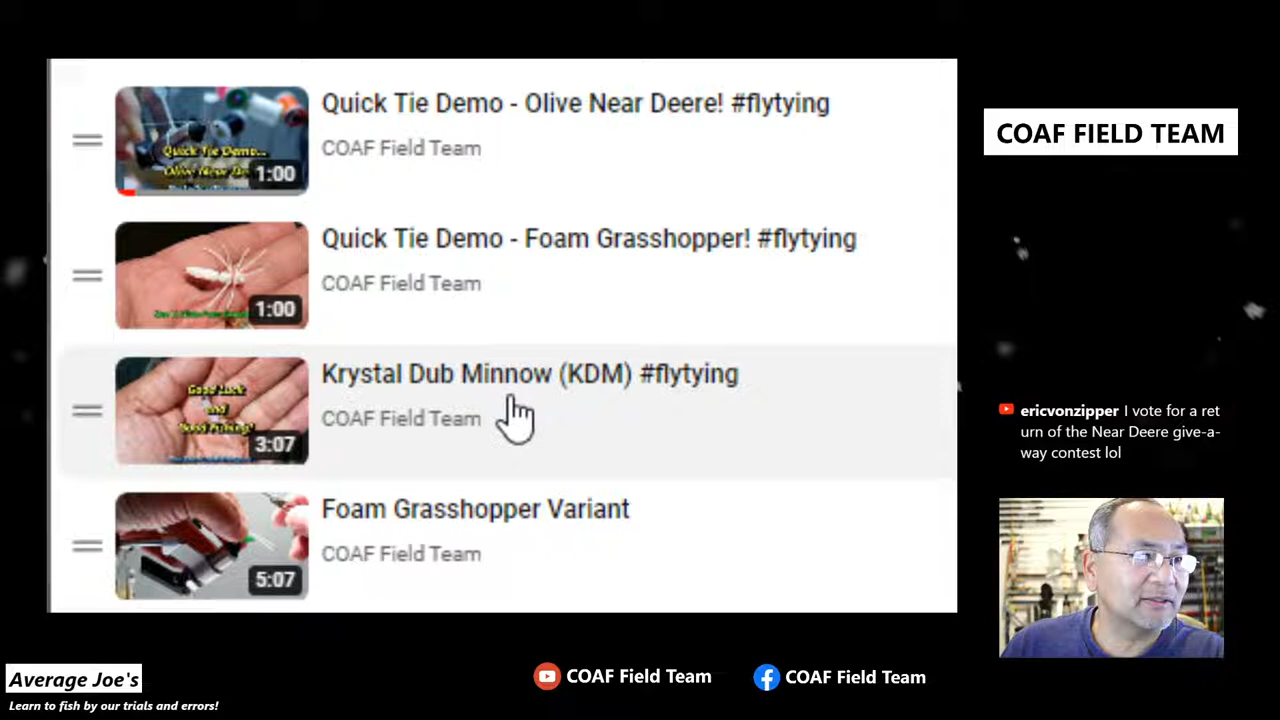 Quick Tie Demo - Olive Near Deere! #flytying
COAF Field Team
Quick Tie Demo...
1:00
Quick Tie Demo - Foam Grasshopper! #flytying
COAF Field Team
1:00
Krystal Dub Minnow (KDM) #flytying
COAF Field Team
Good Luck
and
Good Fishing!
3:07
Foam Grasshopper Variant
COAF Field Team
5:07
COAF FIELD TEAM
ericvonzipper I vote for a ret
urn of the Near Deere give-a-
way contest lol
Average Joe's
Learn to fish by our trials and errors!
COAF Field Team
COAF Field Team